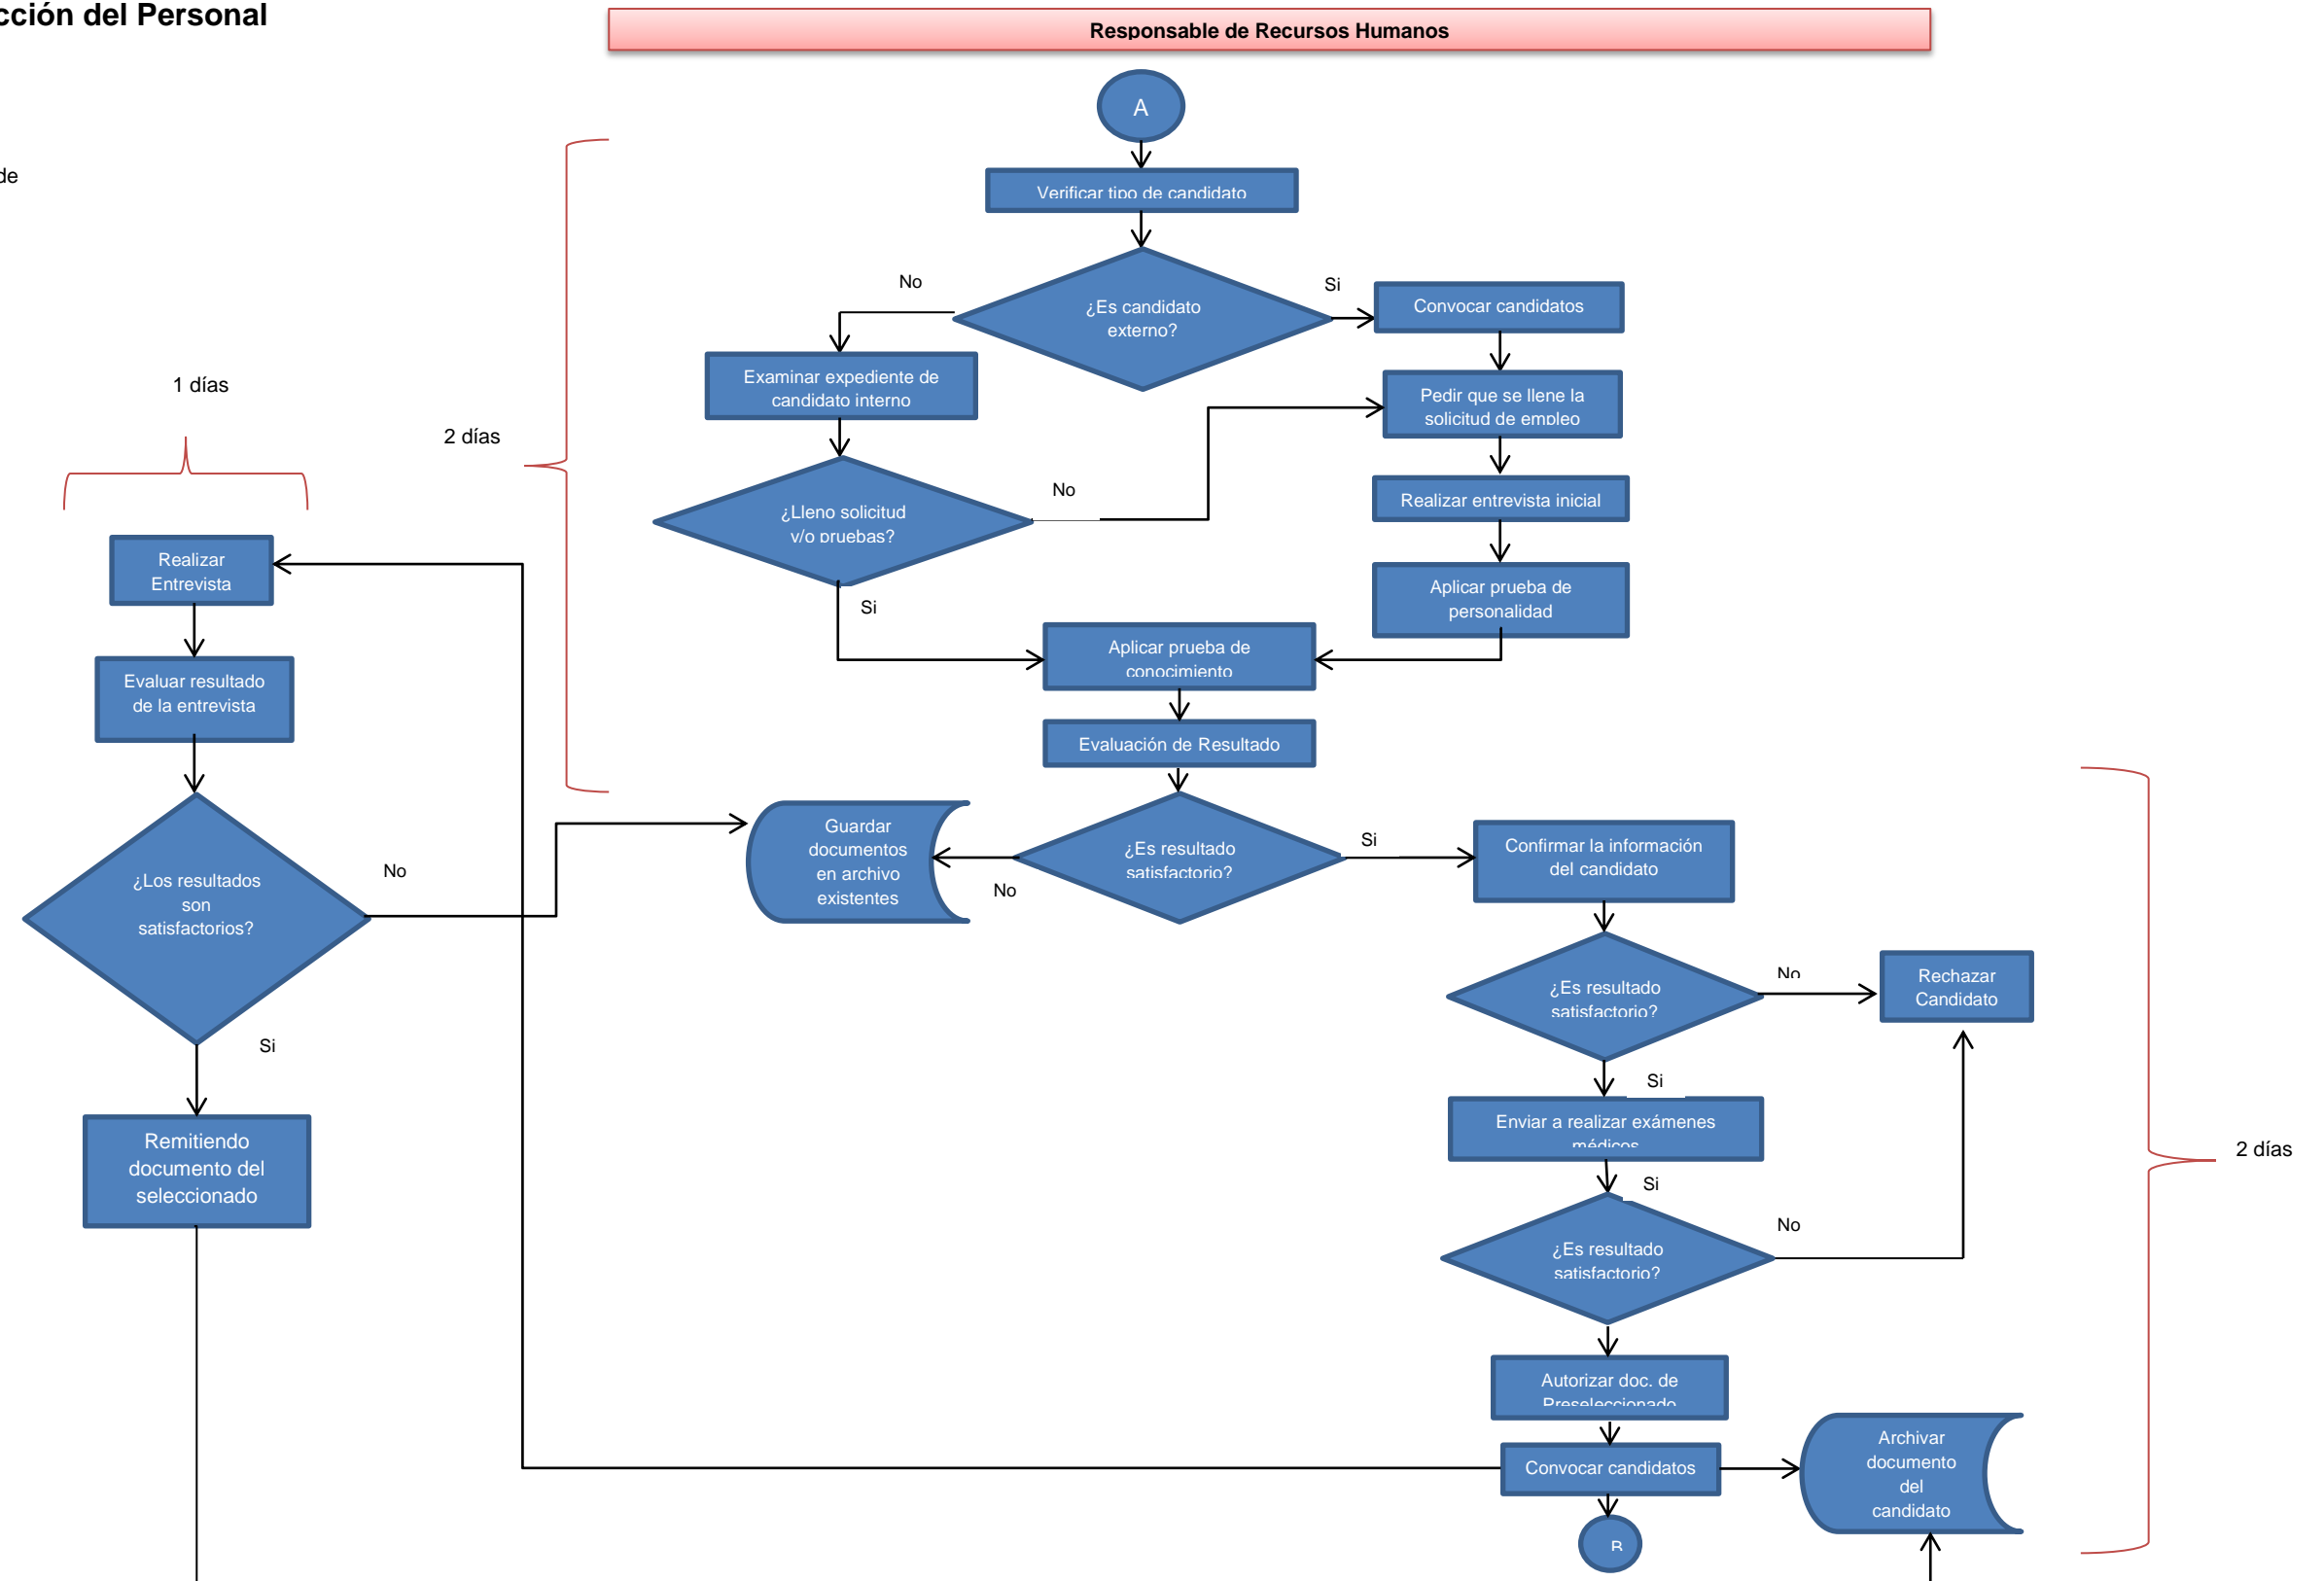 cción del Personal
Responsable de Recursos Humanos
A
de
Verificar tipo de candidato
No
Si
¿Es candidato
externo?
Convocar candidatos
1 días
2 días
Examinar expediente de
candidato interno
Pedir que se llene la
solicitud de empleo
¿Lleno solicitud
y/o pruebas?
No
Realizar entrevista inicial
Si
Aplicar prueba de
personalidad
Realizar
Entrevista
Aplicar prueba de
conocimiento
Evaluar resultado
de la entrevista
Evaluación de Resultado
Guardar
documentos
en archivo
existentes
¿Es resultado
satisfactorio?
Si
No
Confirmar la información
del candidato
¿Los resultados
son
satisfactorios?
No
Si
¿Es resultado
satisfactorio?
No
Rechazar
Candidato
Si
Enviar a realizar exámenes
médicos
Remitiendo
documento del
seleccionado
2 días
Si
¿Es resultado
satisfactorio?
No
Autorizar doc. de
Preseleccionado
Convocar candidatos
Archivar
documento
del
candidato
B